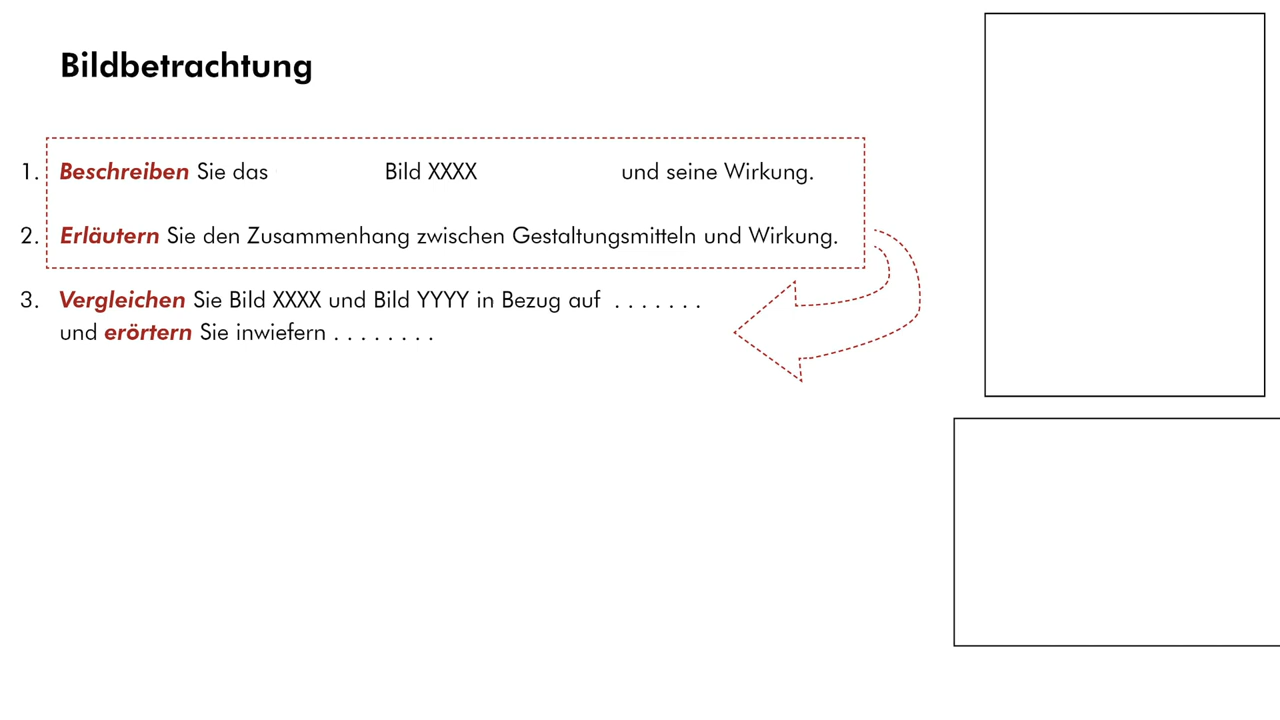 Bildbetrachtung
1. Beschreiben Sie das Bild XXXX und seine Wirkung.
2. Erläutern Sie den Zusammenhang zwischen Gestaltungsmitteln und Wirkung.
3. Vergleichen Sie Bild XXXX und Bild YYYY in Bezug auf . . . . . . .
und erörtern Sie inwiefern . . . . . . . .